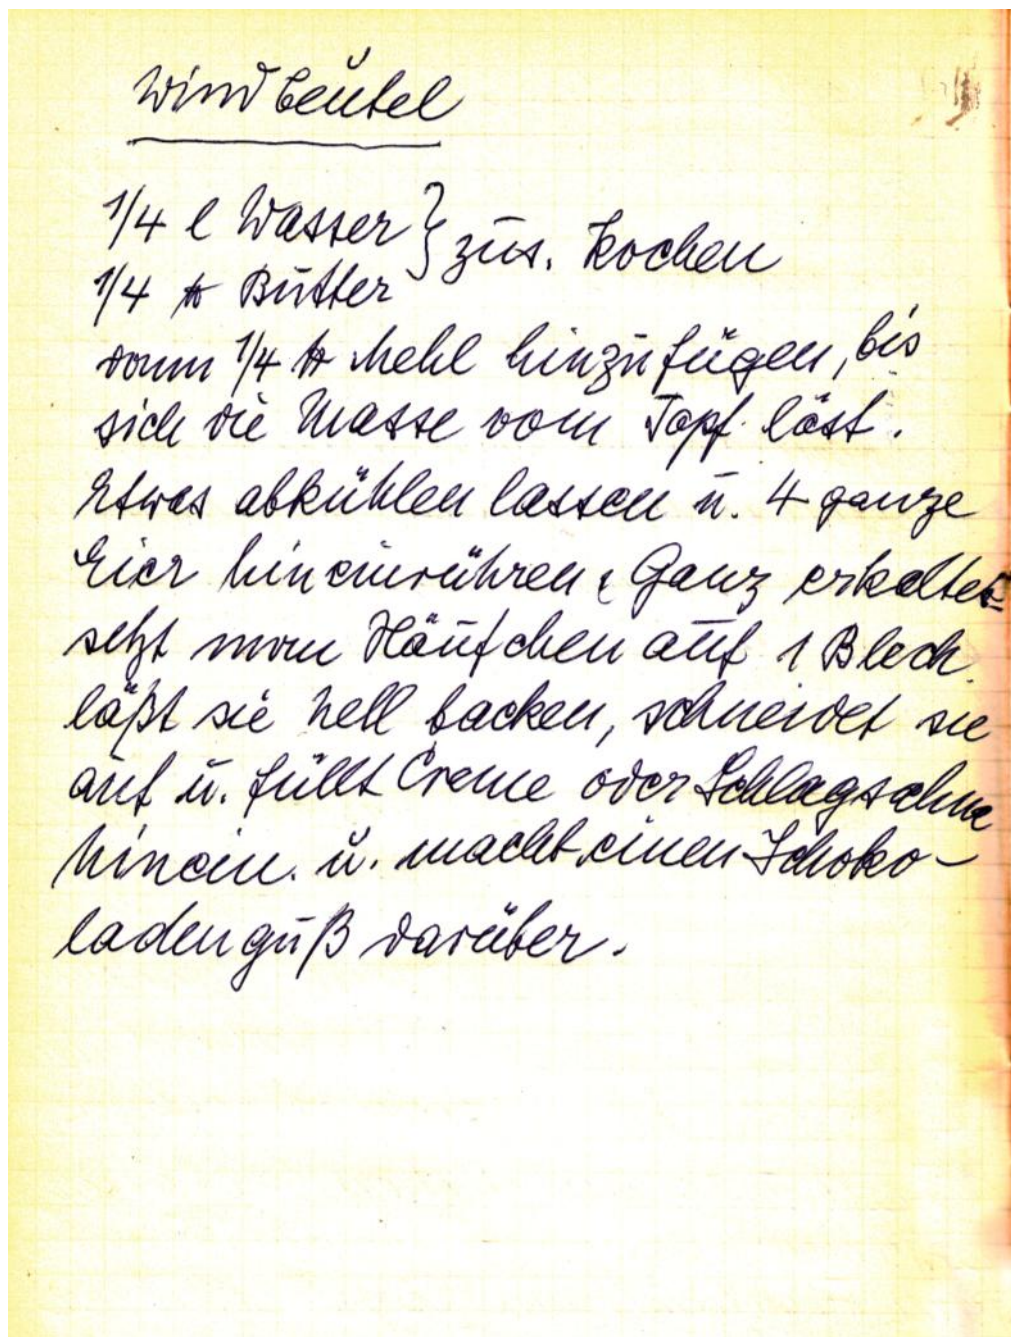 Windbeutel
1/4 l Wasser } zus. kochen
1/4 ℔ Butter
dann 1/4 ℔ Mehl hinzufügen, bis
sich die Masse vom Topf löst.
Etwas abkühlen lassen u. 4 ganze
Eier hineinrühren. Ganz erkaltet
setzt man Häufchen auf 1 Blech
läßt sie hell backen, schneidet sie
auf u. füllt Creme oder Schlagsahne
hinein. u. macht einen Schoko-
ladenguß darüber.